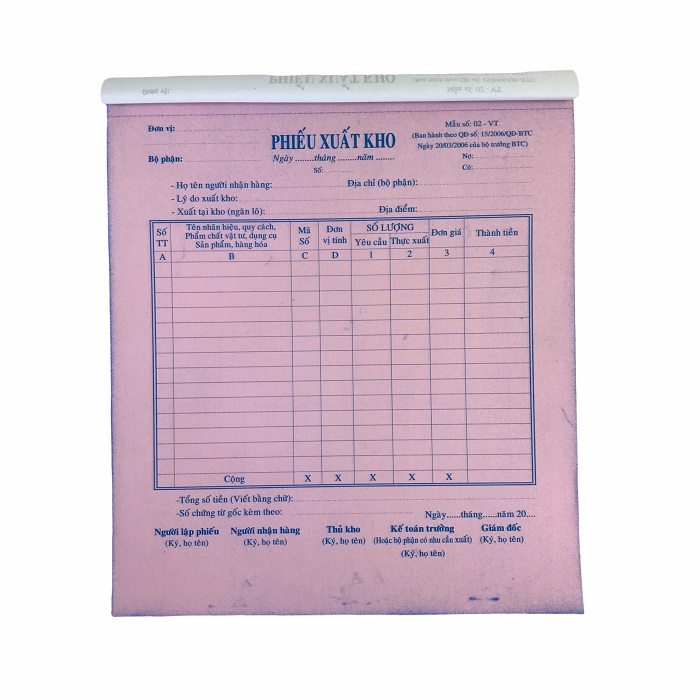 Đơn vị:
Mẫu số: 02 - VT
PHIẾU XUẤT KHO
(Ban hành theo QĐ số: 15/2006/QĐ-BTC
Ngày 20/03/2006 của bộ trưởng BTC)
Bộ phận:
Ngày ........tháng ........năm ........
Nợ:
Số:
Có:
- Họ tên người nhận hàng: Địa chỉ (bộ phận):
- Lý do xuất kho:
- Xuất tại kho (ngăn lô): Địa điểm:
Số TT
Tên nhãn hiệu, quy cách,
Phẩm chất vật tư, dụng cụ
Sản phẩm, hàng hóa
Mã Số
Đơn vị tính
SỐ LƯỢNG
Yêu cầu Thực xuất
Đơn giá
Thành tiền
A B C D 1 2 3 4
Cộng X X X X X
-Tổng số tiền (Viết bằng chữ):
-Số chứng từ gốc kèm theo:
Ngày......tháng......năm 20....
Người lập phiếu Người nhận hàng Thủ kho Kế toán trưởng Giám đốc
(Ký, họ tên) (Ký, họ tên) (Ký, họ tên) (Hoặc bộ phận có nhu cầu xuất) (Ký, họ tên)
(Ký, họ tên)